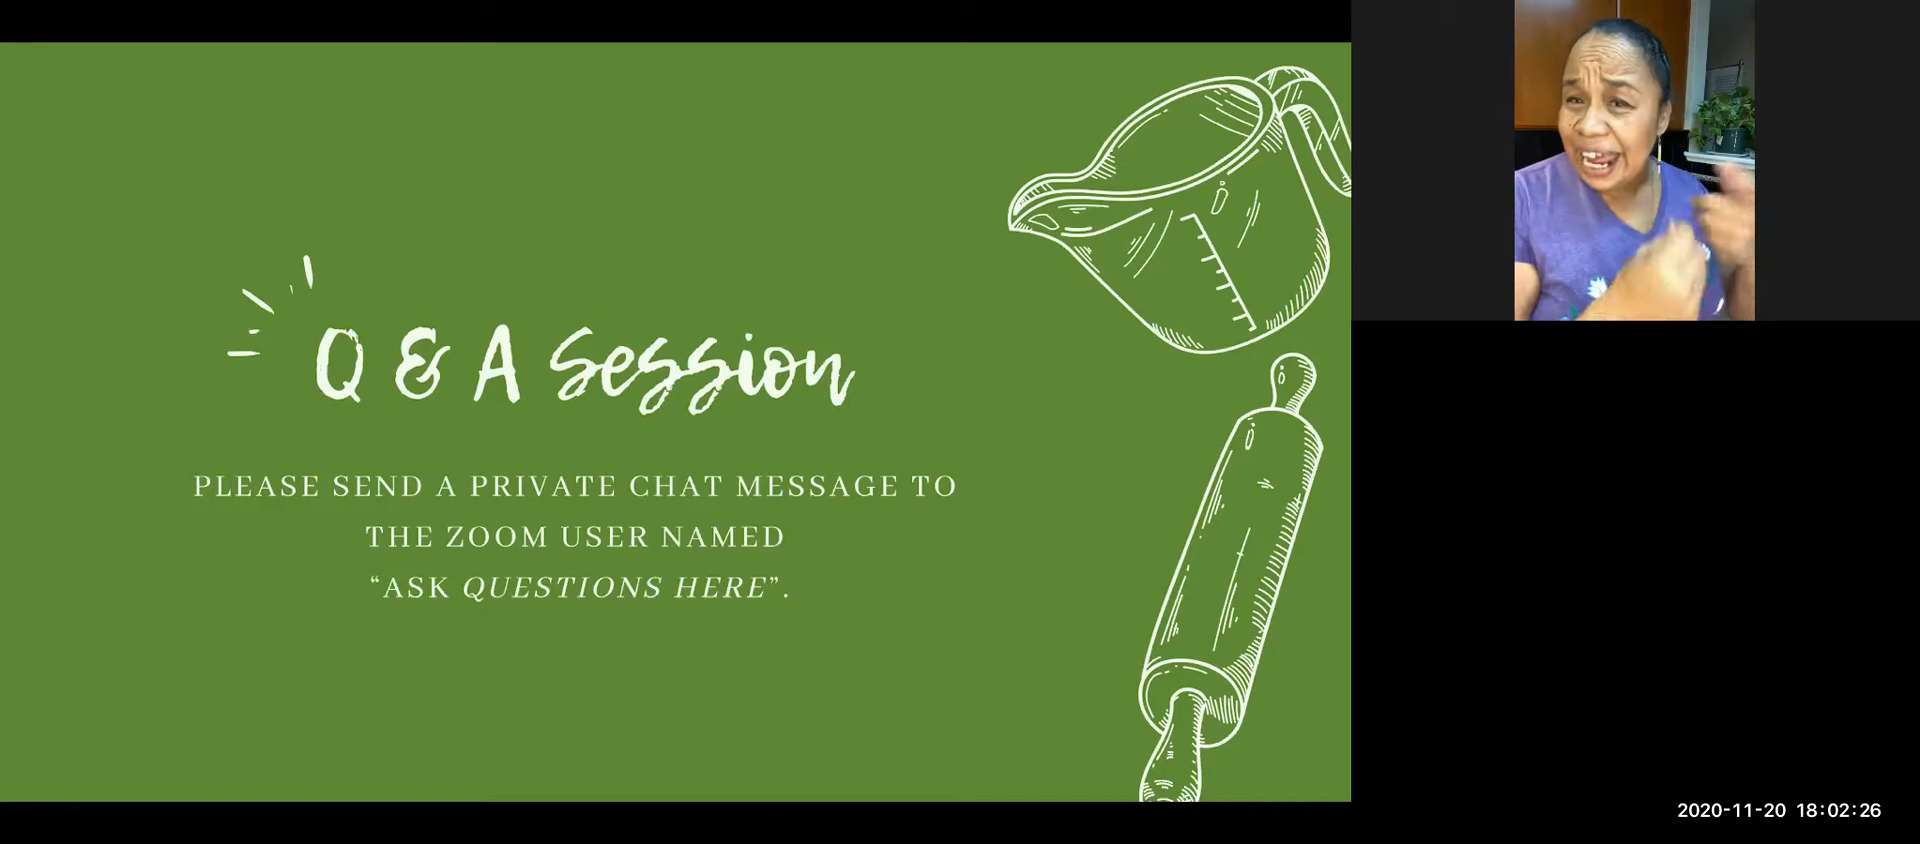 Q & A Session
PLEASE SEND A PRIVATE CHAT MESSAGE TO
THE ZOOM USER NAMED
“ASK QUESTIONS HERE”.
2020-11-20 18:02:26